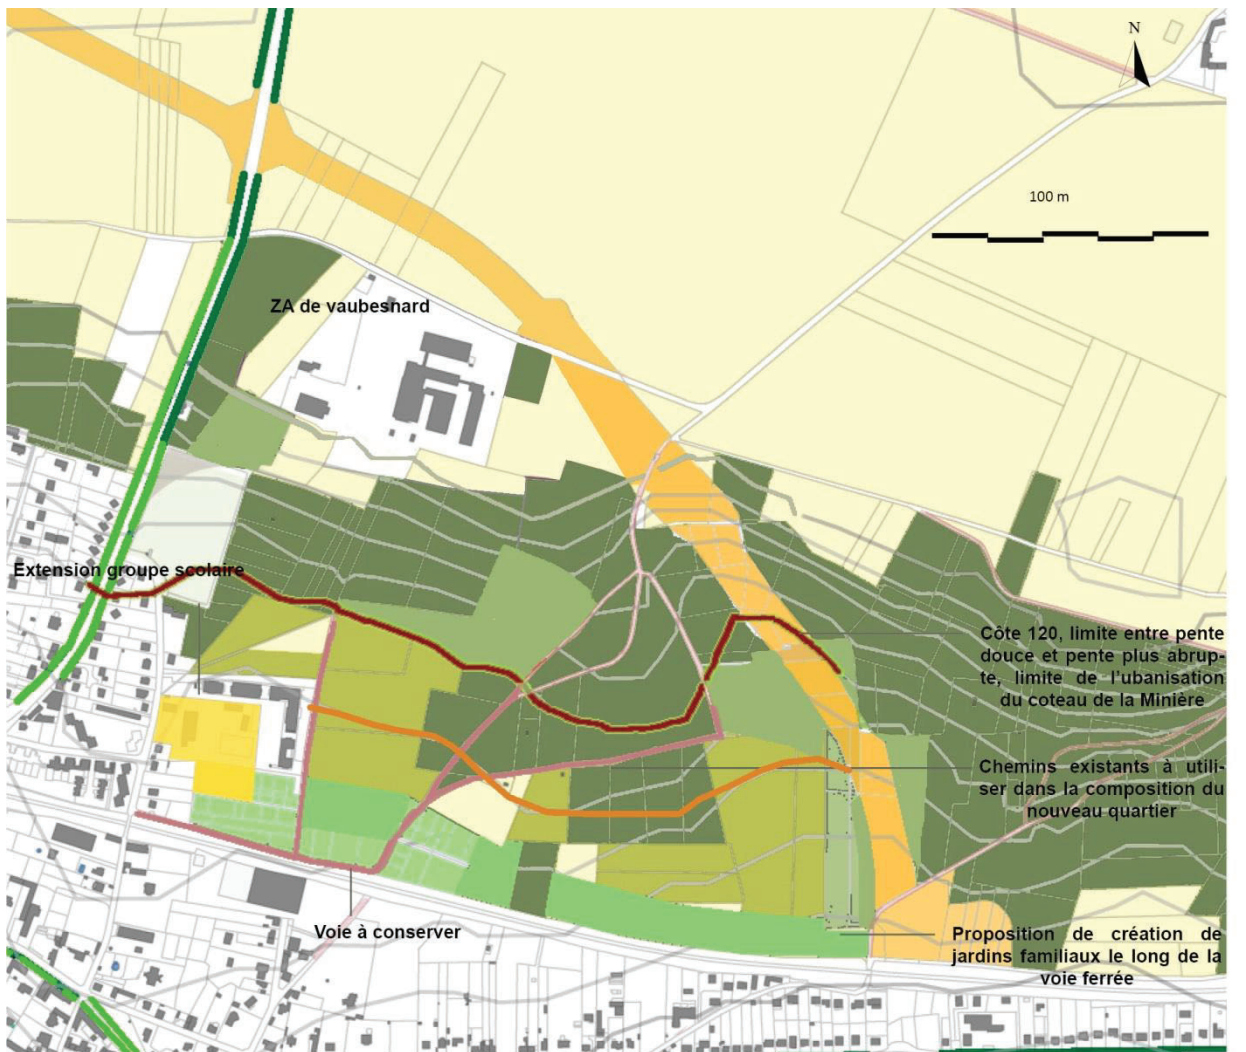 N
100 m
ZA de vaubesnard
Extension groupe scolaire
Côte 120, limite entre pente
douce et pente plus abrup-
te, limite de l'ubanisation
du coteau de la Minière
Chemins existants à utili-
ser dans la composition du
nouveau quartier
Voie à conserver
Proposition de création de
jardins familiaux le long de la
voie ferrée